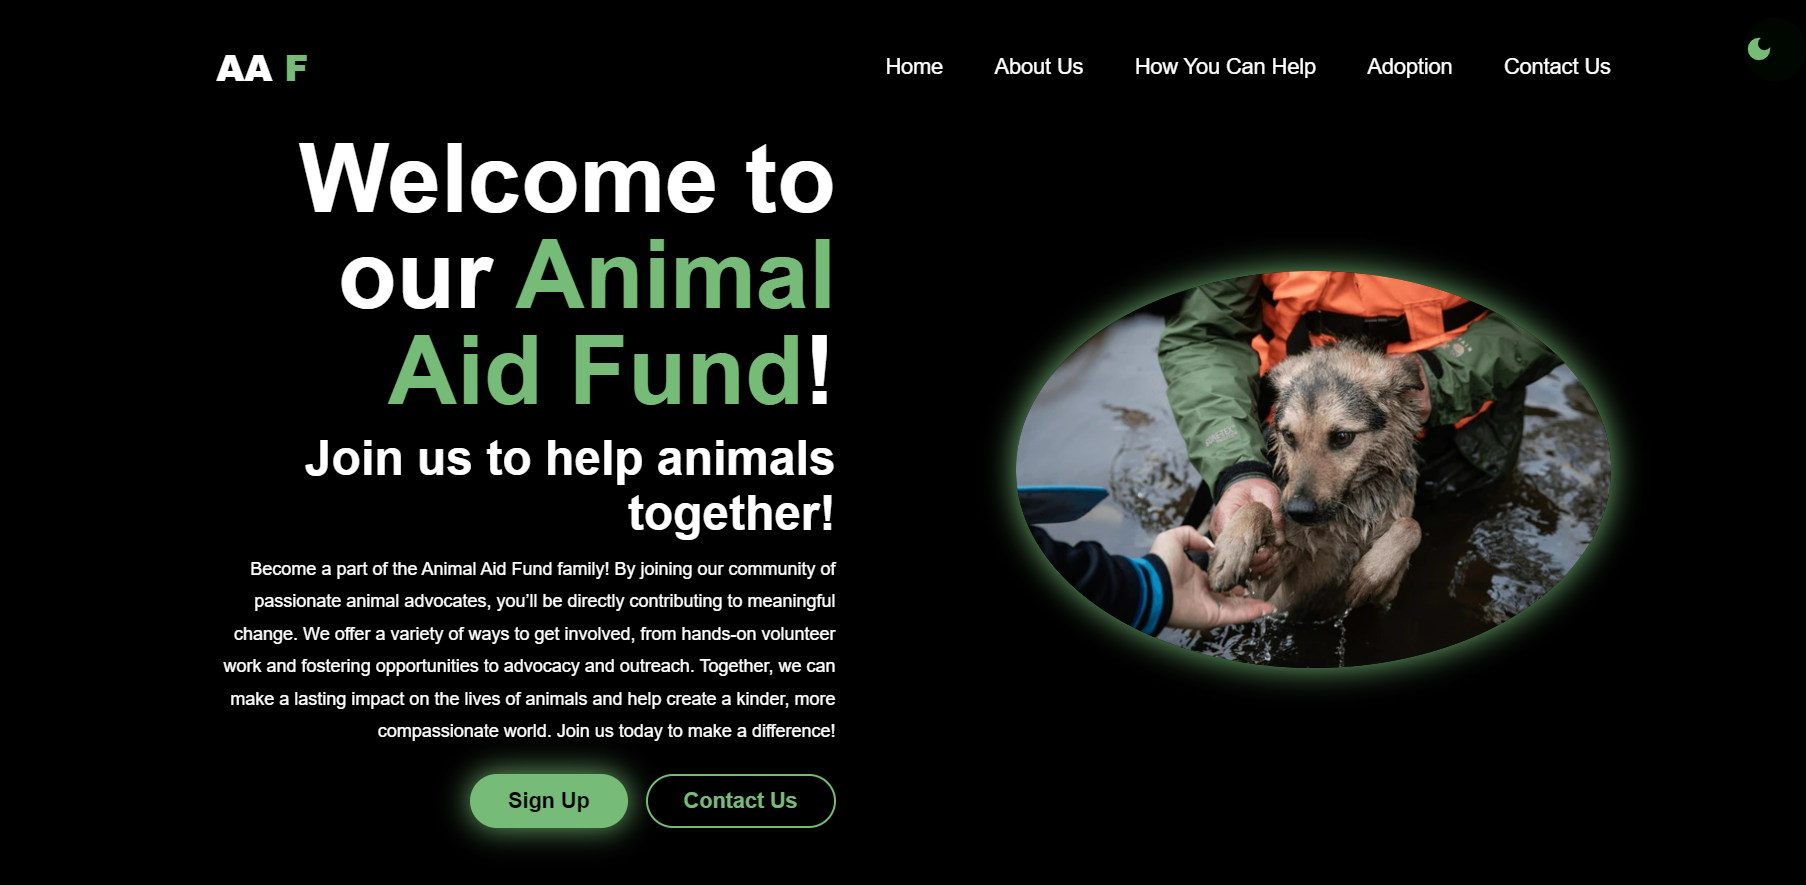 AA F
Home
About Us
How You Can Help
Adoption
Contact Us
Welcome to
our Animal
Aid Fund!
Join us to help animals
together!
Become a part of the Animal Aid Fund family! By joining our community of
passionate animal advocates, you’ll be directly contributing to meaningful
change. We offer a variety of ways to get involved, from hands-on volunteer
work and fostering opportunities to advocacy and outreach. Together, we can
make a lasting impact on the lives of animals and help create a kinder, more
compassionate world. Join us today to make a difference!
Sign Up
Contact Us